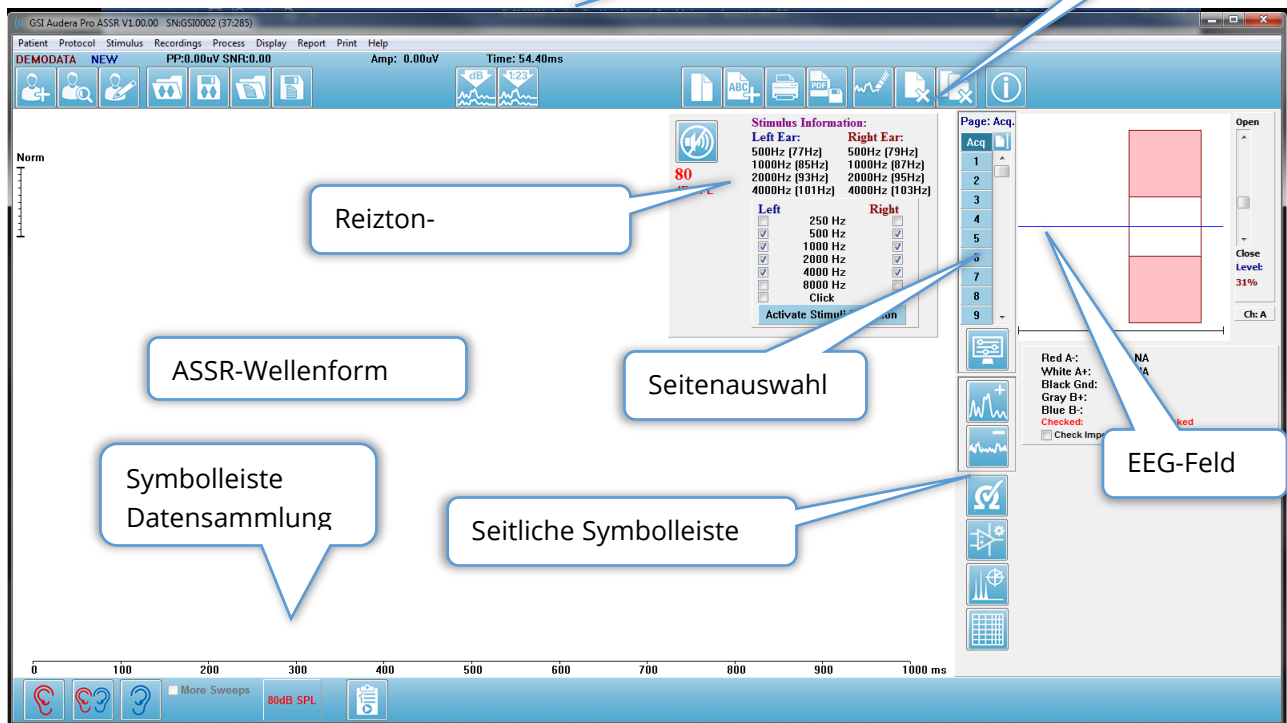 GSI Audera Pro ASSR V1.00.00 SN:GSI0002 (37:285)
Patient Protocol Stimulus Recordings Process Display Report Print Help
DEMODATA NEW PP:0.00uV SNR:0.00 Amp: 0.00uV Time: 54.40ms
dB 1:23 ABC PDF
Norm
80
Stimulus Information:
Left Ear: Right Ear:
500Hz (77Hz) 500Hz (79Hz)
1000Hz (85Hz) 1000Hz (87Hz)
2000Hz (93Hz) 2000Hz (95Hz)
4000Hz (101Hz) 4000Hz (103Hz)
Left Right
250 Hz
500 Hz
1000 Hz
2000 Hz
4000 Hz
8000 Hz
Click
Activate Stimuli
Page: Acq.
Acq
1
2
3
4
5
6
7
8
9
Open
Close
Level:
31%
Ch: A
Reizton-
ASSR-Wellenform
Seitenauswahl
Red A-: NA
White A+:
Black Gnd:
Gray B+:
Blue B-:
Checked:
Check
EEG-Feld
Symbolleiste
Datensammlung
Seitliche Symbolleiste
0 100 200 300 400 500 600 700 800 900 1000 ms
More Sweeps
80dB SPL